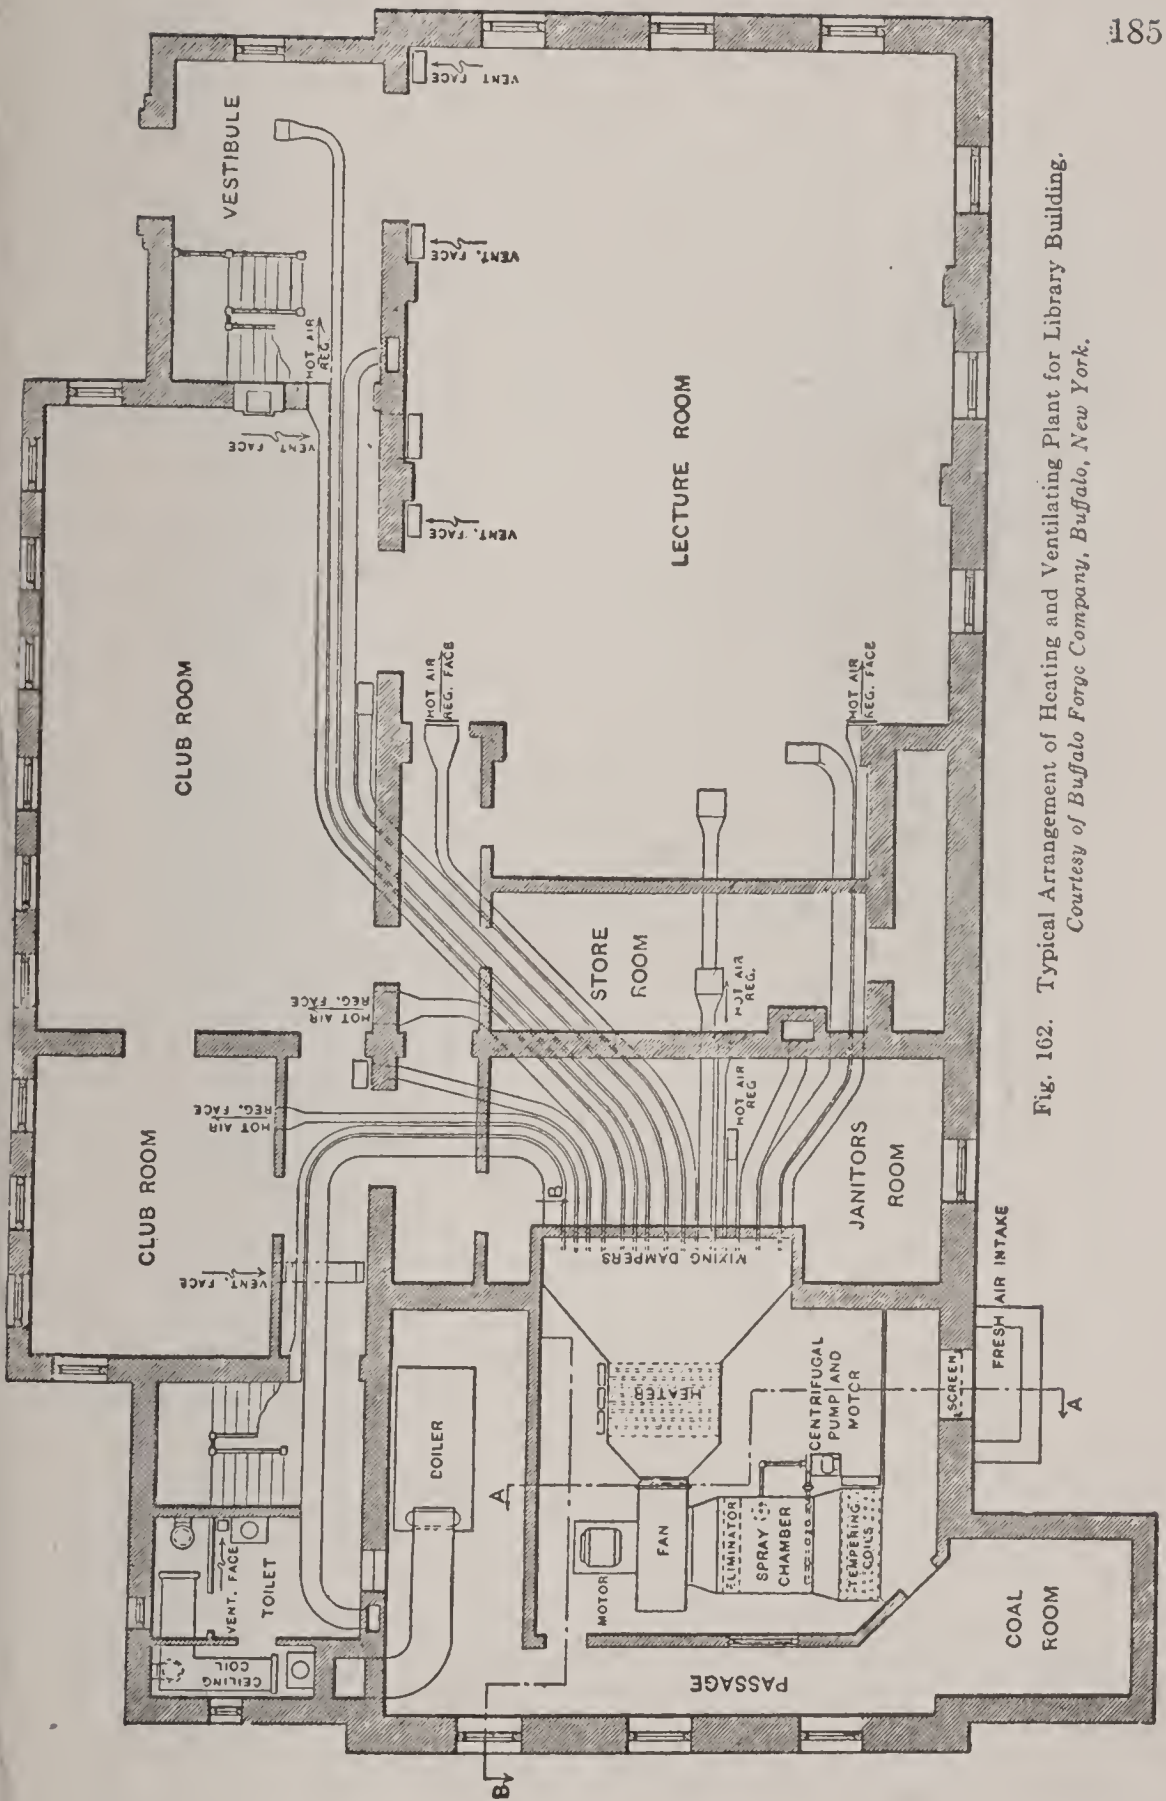 185
VESTIBULE
VENT. FACE
HOT AIR
REG.
VENT. FACE
VENT. FACE
CLUB ROOM
LECTURE ROOM
VENT. FACE
HOT AIR
REG. FACE
HOT AIR
REG. FACE
STORE
ROOM
HOT AIR
REG.
HOT AIR
REG. FACE
HOT AIR
REG. FACE
HOT AIR
REG
CLUB ROOM
VENT. FACE
B
MIXING DAMPERS
JANITORS
ROOM
BOILER
HEATER
CENTRIFUGAL
PUMP AND
MOTOR
SCREEN
FRESH AIR INTAKE
A
A
TOILET
VENT. FACE
CEILING
COIL
MOTOR
FAN
ELIMINATOR
SPRAY
CHAMBER
TEMPERING
COILS
PASSAGE
COAL
ROOM
B
Fig. 162. Typical Arrangement of Heating and Ventilating Plant for Library Building.
Courtesy of Buffalo Forge Company, Buffalo, New York.